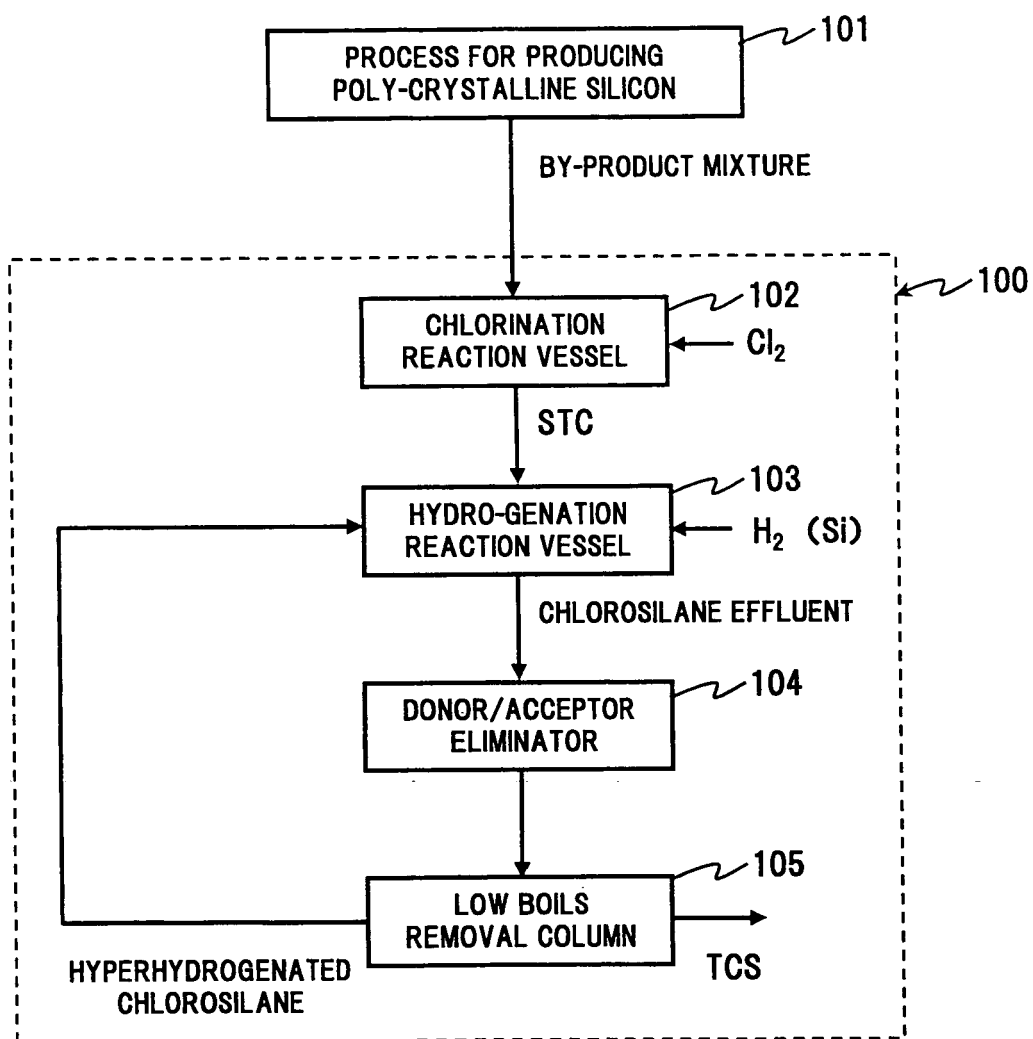 101
PROCESS FOR PRODUCING
POLY-CRYSTALLINE SILICON
BY-PRODUCT MIXTURE
100
102
CHLORINATION
REACTION VESSEL
Cl₂
STC
103
HYDRO-GENATION
REACTION VESSEL
H₂ (Si)
CHLOROSILANE EFFLUENT
104
DONOR/ACCEPTOR
ELIMINATOR
105
LOW BOILS
REMOVAL COLUMN
TCS
HYPERHYDROGENATED
CHLOROSILANE